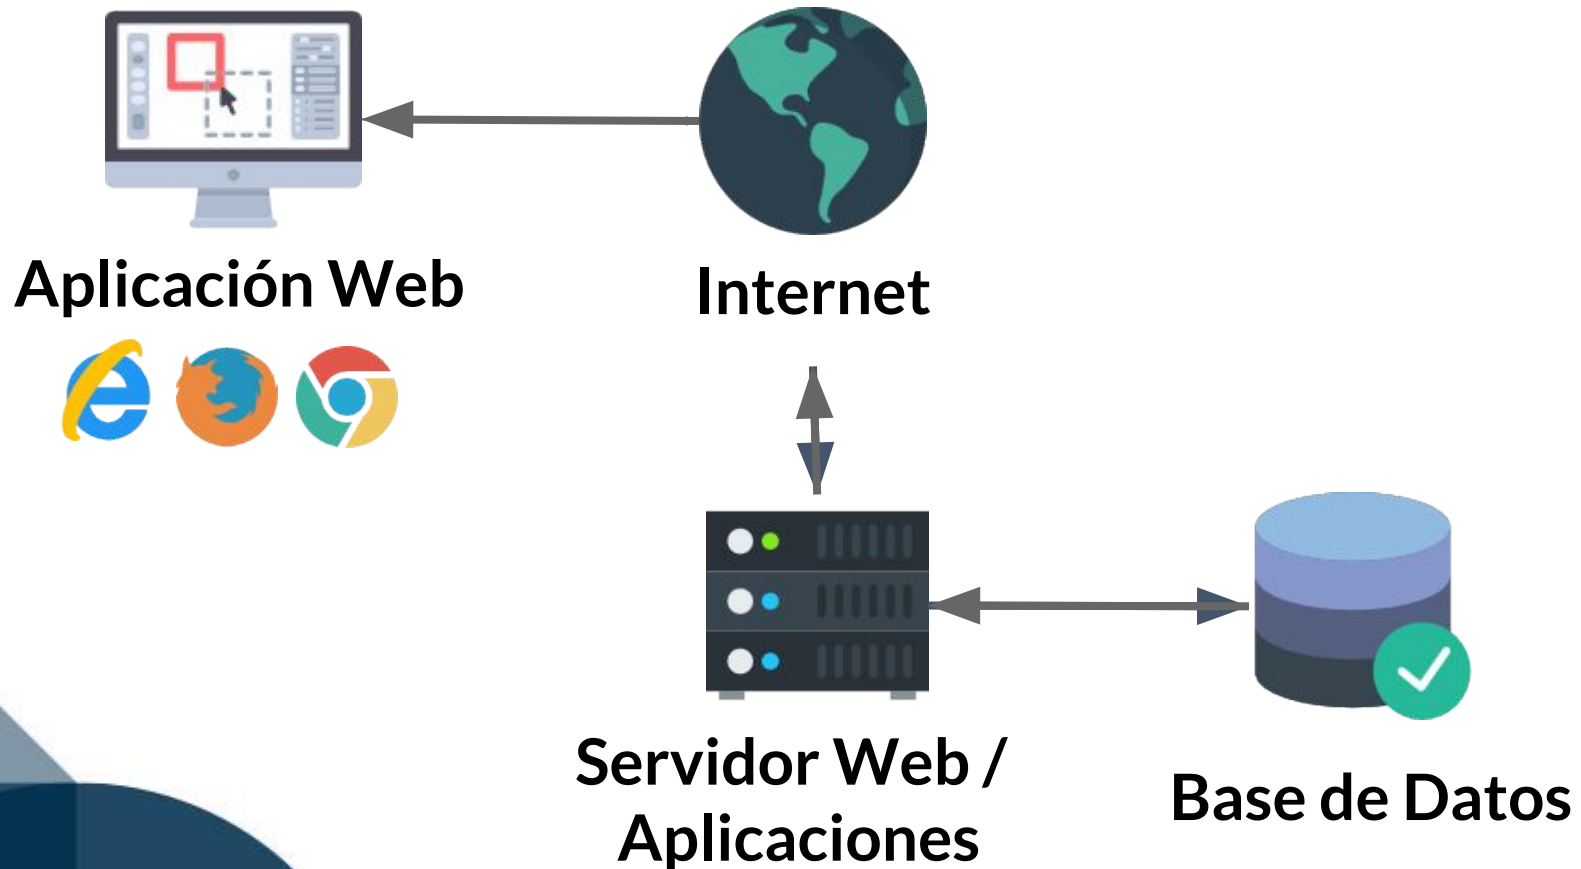 Aplicación Web
Internet
Servidor Web /
Aplicaciones
Base de Datos